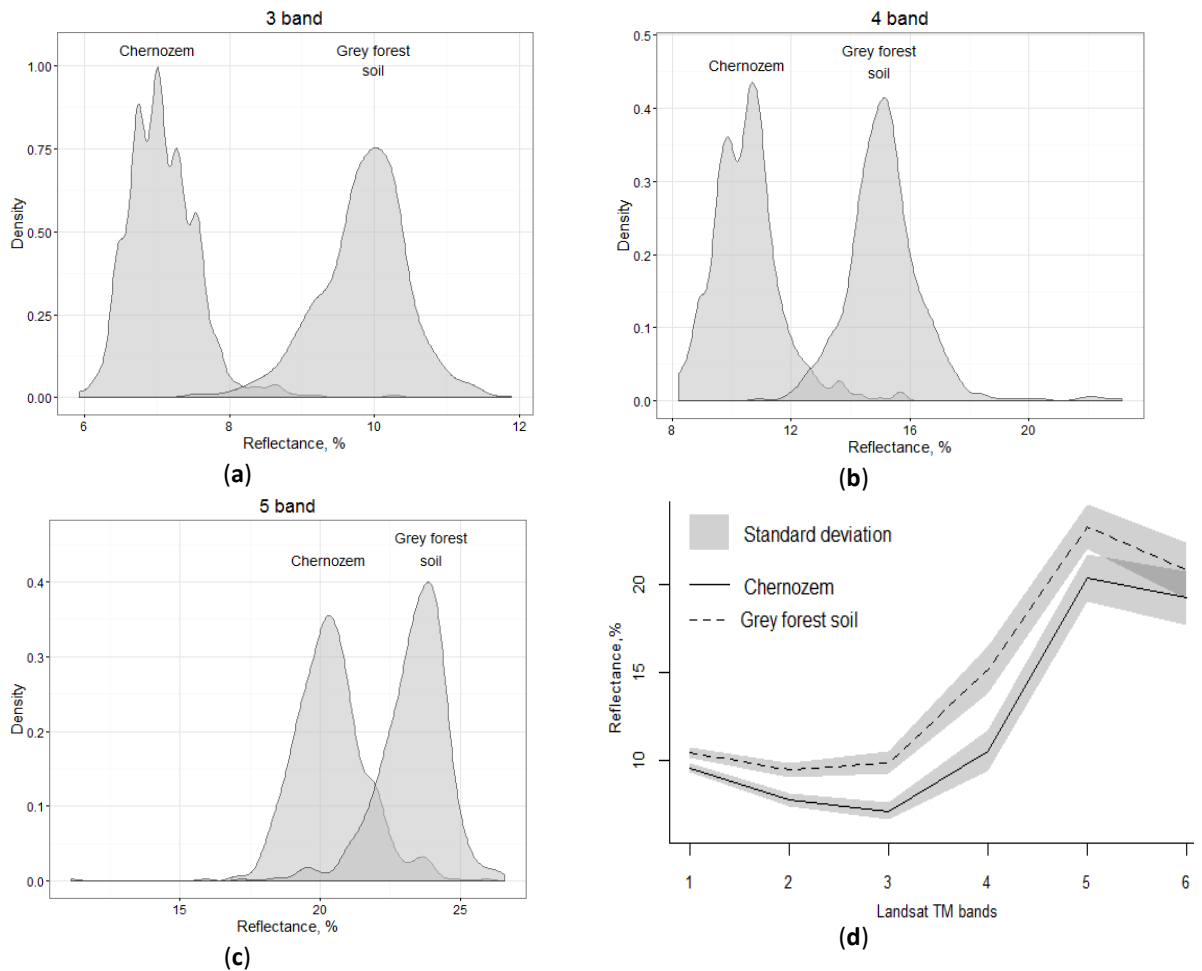 3 band
Chernozem
Grey forest
soil
1.00
0.75
0.50
0.25
0.00
Density
6
8
10
12
Reflectance, %
(a)
4 band
Chernozem
Grey forest
soil
0.5
0.4
0.3
0.2
0.1
0.0
Density
8
12
16
20
Reflectance, %
(b)
5 band
Chernozem
Grey forest
soil
0.4
0.3
0.2
0.1
0.0
Density
15
20
25
Reflectance, %
(c)
Standard deviation
Chernozem
Grey forest soil
20
15
10
Reflectance, %
1
2
3
4
5
6
Landsat TM bands
(d)